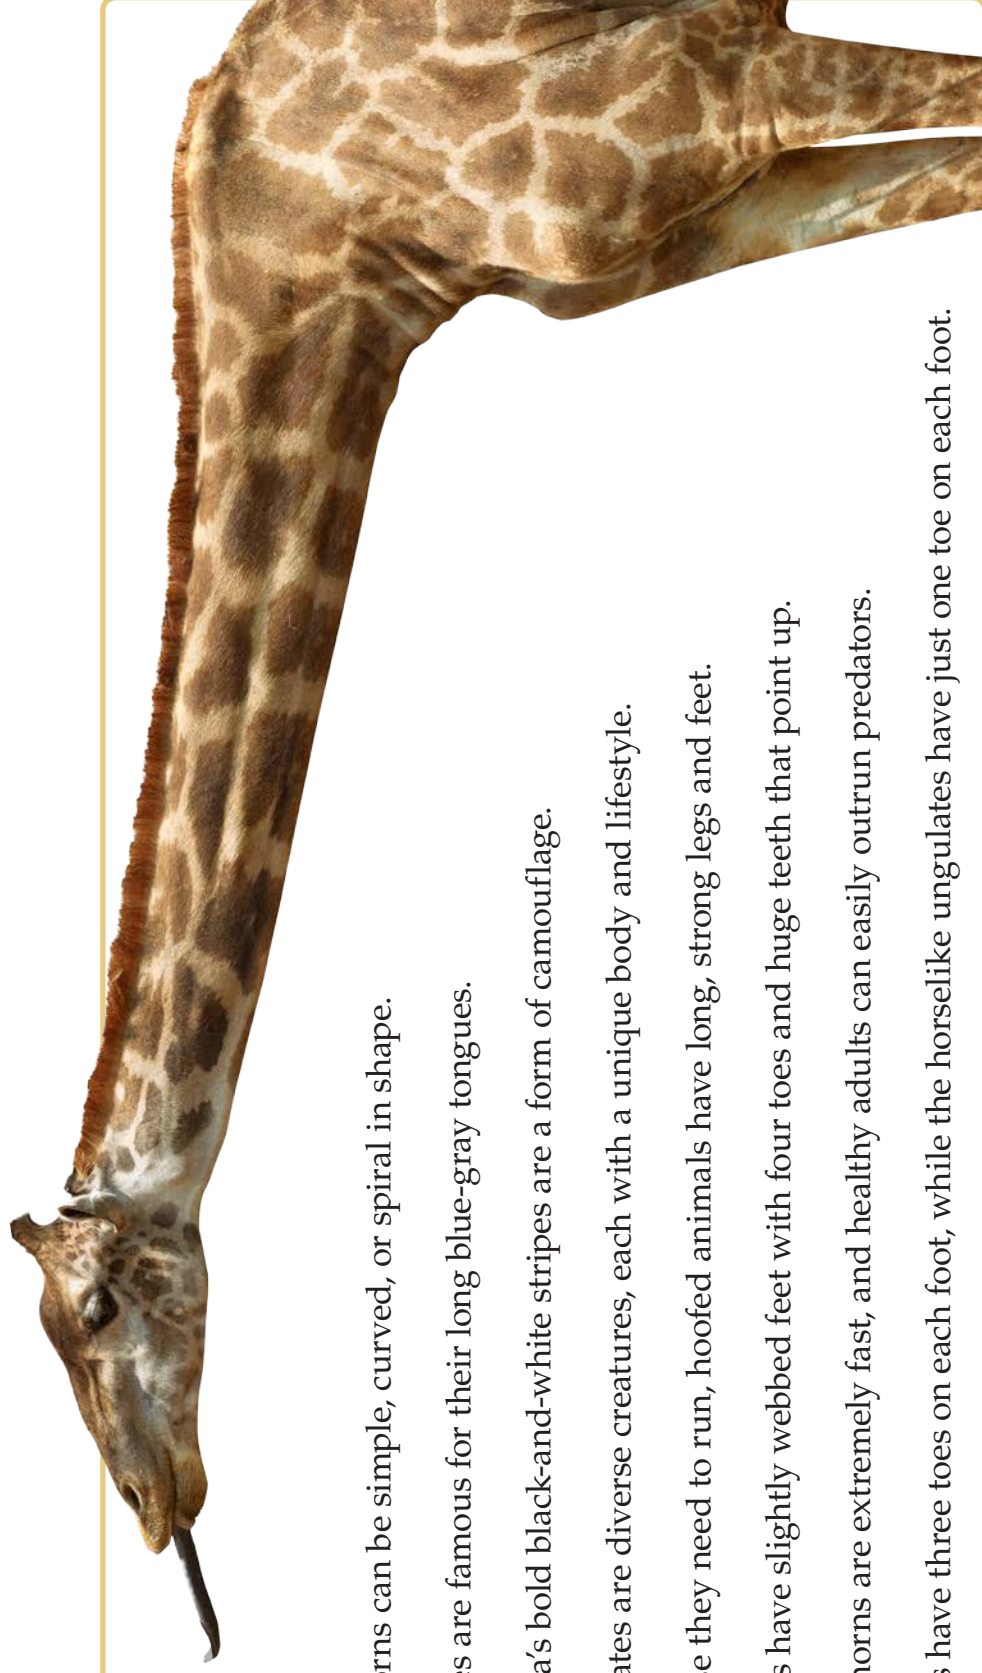 rns can be simple, curved, or spiral in shape.
es are famous for their long blue-gray tongues.
a’s bold black-and-white stripes are a form of camouflage.
ates are diverse creatures, each with a unique body and lifestyle.
e they need to run, hoofed animals have long, strong legs and feet.
s have slightly webbed feet with four toes and huge teeth that point up.
horns are extremely fast, and healthy adults can easily outrun predators.
s have three toes on each foot, while the horselike ungulates have just one toe on each foot.